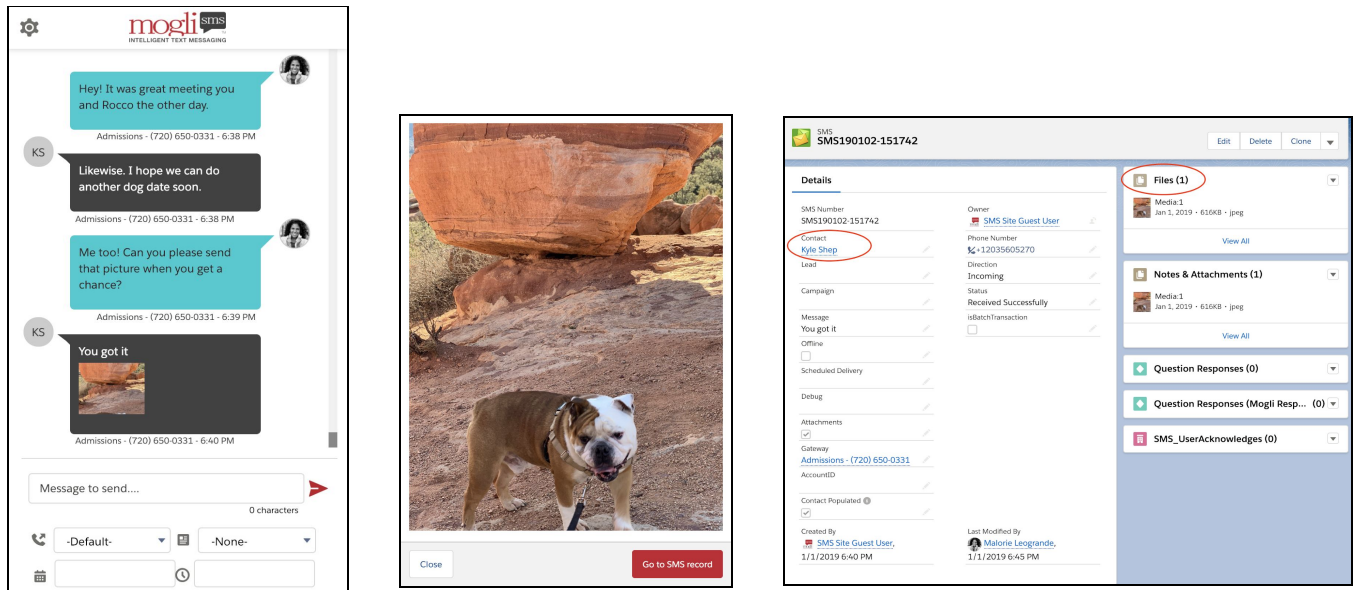 mogli sms
INTELLIGENT TEXT MESSAGING
Hey! It was great meeting you
and Rocco the other day.
Admissions - (720) 650-0331 - 6:38 PM
KS
Likewise. I hope we can do
another dog date soon.
Admissions - (720) 650-0331 - 6:38 PM
Me too! Can you please send
that picture when you get a
chance?
Admissions - (720) 650-0331 - 6:39 PM
KS
You got it
Admissions - (720) 650-0331 - 6:40 PM
Message to send....
0 characters
-Default-
-None-
Close
Go to SMS record
SMS
SMS190102-151742
Edit
Delete
Clone
Details
SMS Number
SMS190102-151742
Owner
SMS Site Guest User
Contact
Kyle Shep
Phone Number
+12035605270
Lead
Direction
Incoming
Campaign
Status
Received Successfully
Message
You got it
isBatchTransaction
Offline
Scheduled Delivery
Debug
Attachments
Gateway
Admissions - (720) 650-0331
AccountID
Contact Populated
Created By
SMS Site Guest User,
1/1/2019 6:40 PM
Last Modified By
Malorie Leogrande,
1/1/2019 6:45 PM
Files (1)
Media:1
Jan 1, 2019 • 616KB • jpeg
View All
Notes & Attachments (1)
Media:1
Jan 1, 2019 • 616KB • jpeg
View All
Question Responses (0)
Question Responses (Mogli Resp... (0)
SMS_UserAcknowledges (0)